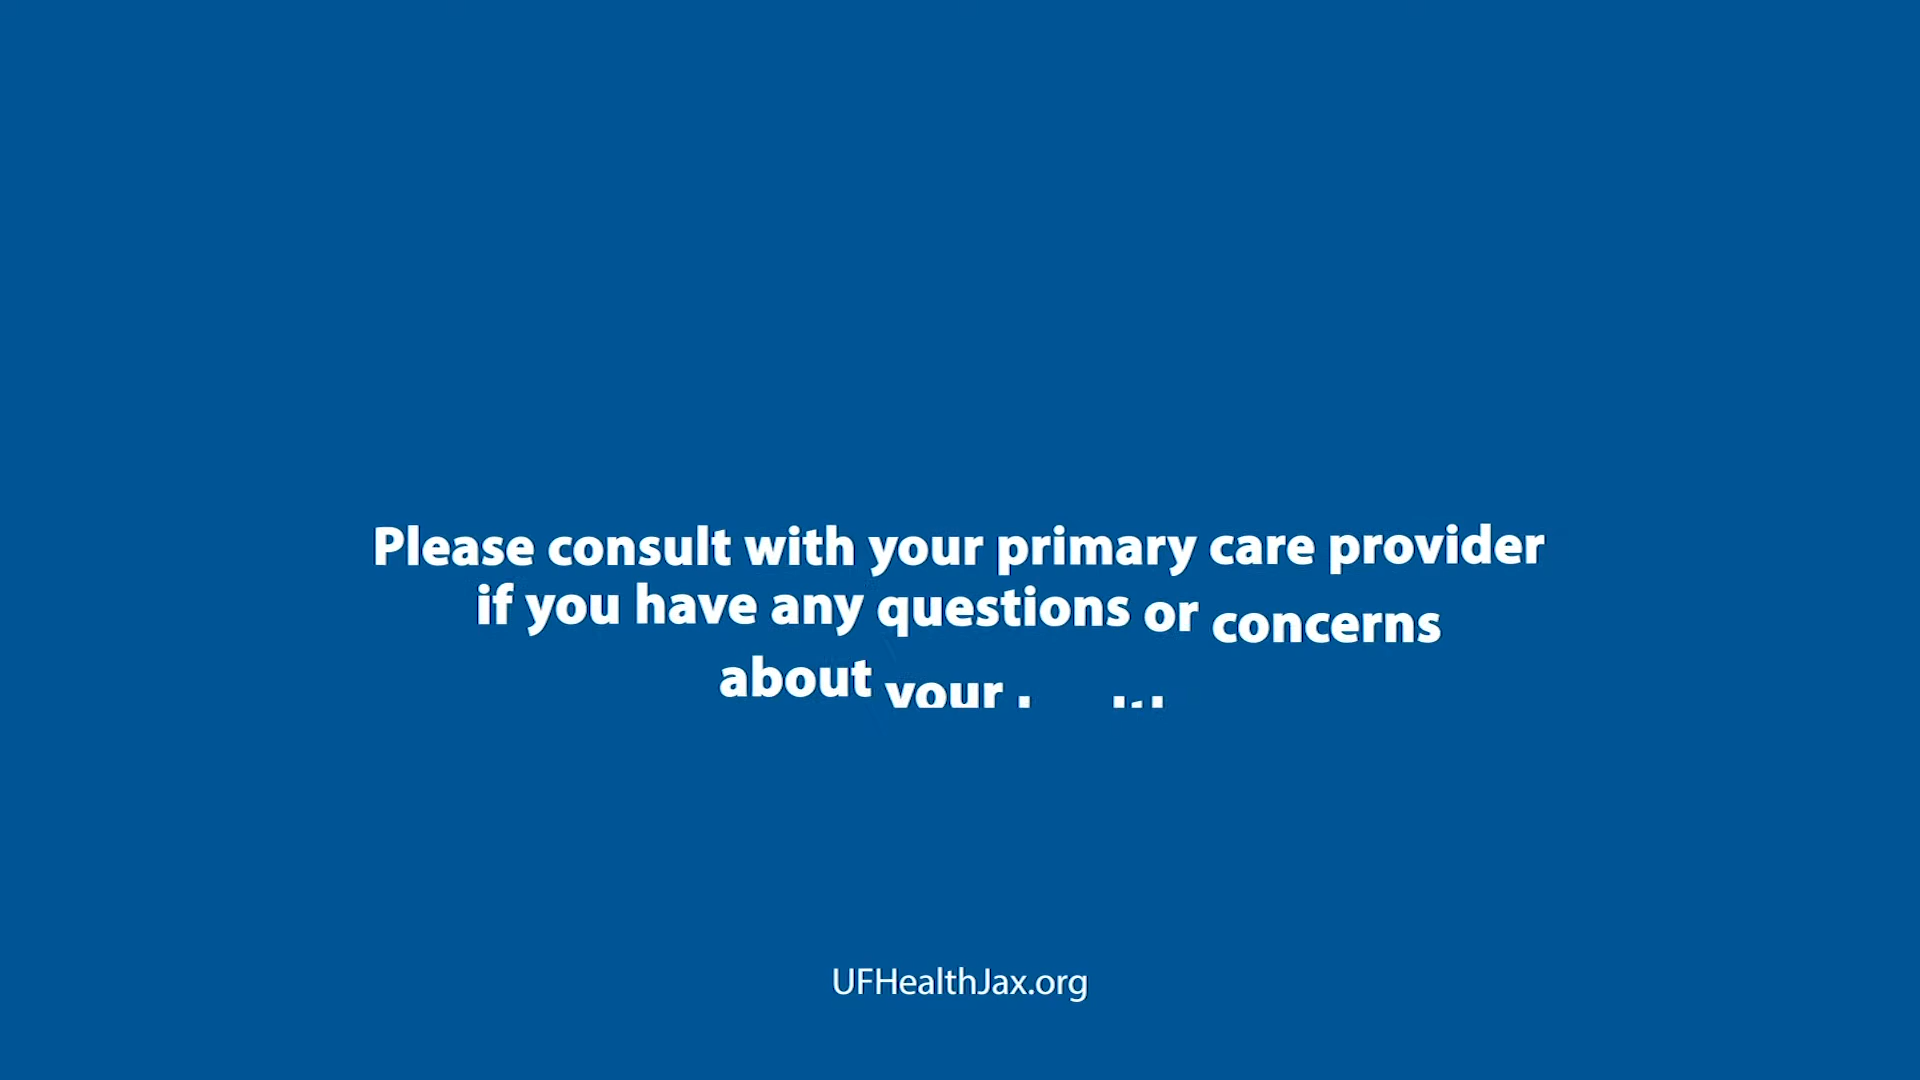 Please consult with your primary care provider
if you have any questions or concerns
about your
UFHealthJax.org